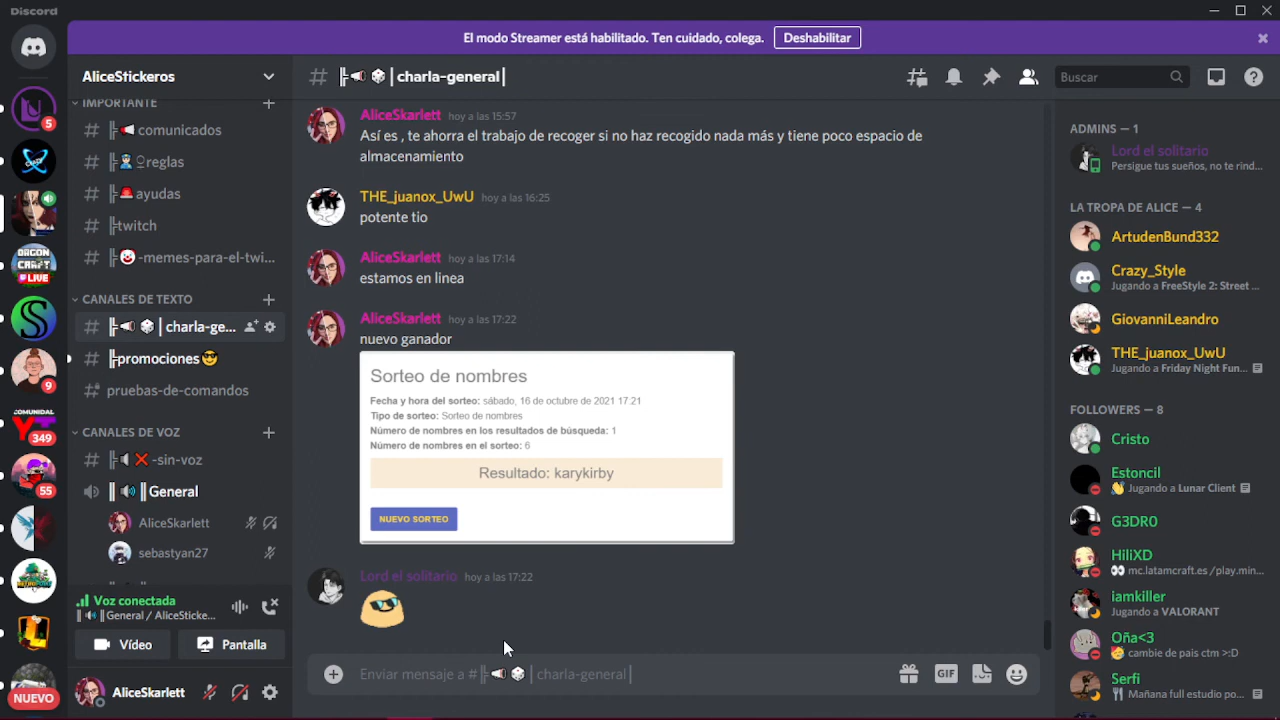 Discord
El modo Streamer está habilitado. Ten cuidado, colega.
Deshabilitar
AliceStickeros
IMPORTANTE
comunicados
reglas
ayudas
twitch
-memes-para-el-twi...
CANALES DE TEXTO
charla-ge...
promociones
pruebas-de-comandos
CANALES DE VOZ
-sin-voz
General
AliceSkarlett
sebastyan27
Voz conectada
General / AliceSticke...
Vídeo
Pantalla
AliceSkarlett
5
LIVE
9
349
55
NUEVO
# | charla-general |
Buscar
AliceSkarlett hoy a las 15:57
Así es , te ahorra el trabajo de recoger si no haz recogido nada más y tiene poco espacio de
almacenamiento
THE_juanox_UwU hoy a las 16:25
potente tio
AliceSkarlett hoy a las 17:14
estamos en linea
AliceSkarlett hoy a las 17:22
nuevo ganador
Sorteo de nombres
Fecha y hora del sorteo: sábado, 16 de octubre de 2021 17:21
Tipo de sorteo: Sorteo de nombres
Número de nombres en los resultados de búsqueda: 1
Número de nombres en el sorteo: 6
Resultado: karykirby
NUEVO SORTEO
Lord el solitario hoy a las 17:22
Enviar mensaje a # | charla-general |
GIF
ADMINS — 1
Lord el solitario
Persigue tus sueños, no te rind...
LA TROPA DE ALICE — 4
ArtudenBund332
Crazy_Style
Jugando a FreeStyle 2: Street ...
GiovanniLeandro
THE_juanox_UwU
Jugando a Friday Night Fun...
FOLLOWERS — 8
Cristo
Estoncil
Jugando a Lunar Client
G3DR0
HiliXD
mc.latamcraft.es /play.min...
iamkiller
Jugando a VALORANT
Oña<3
cambie de pais ctm >:D
Serfi
Mañana full estudio po...